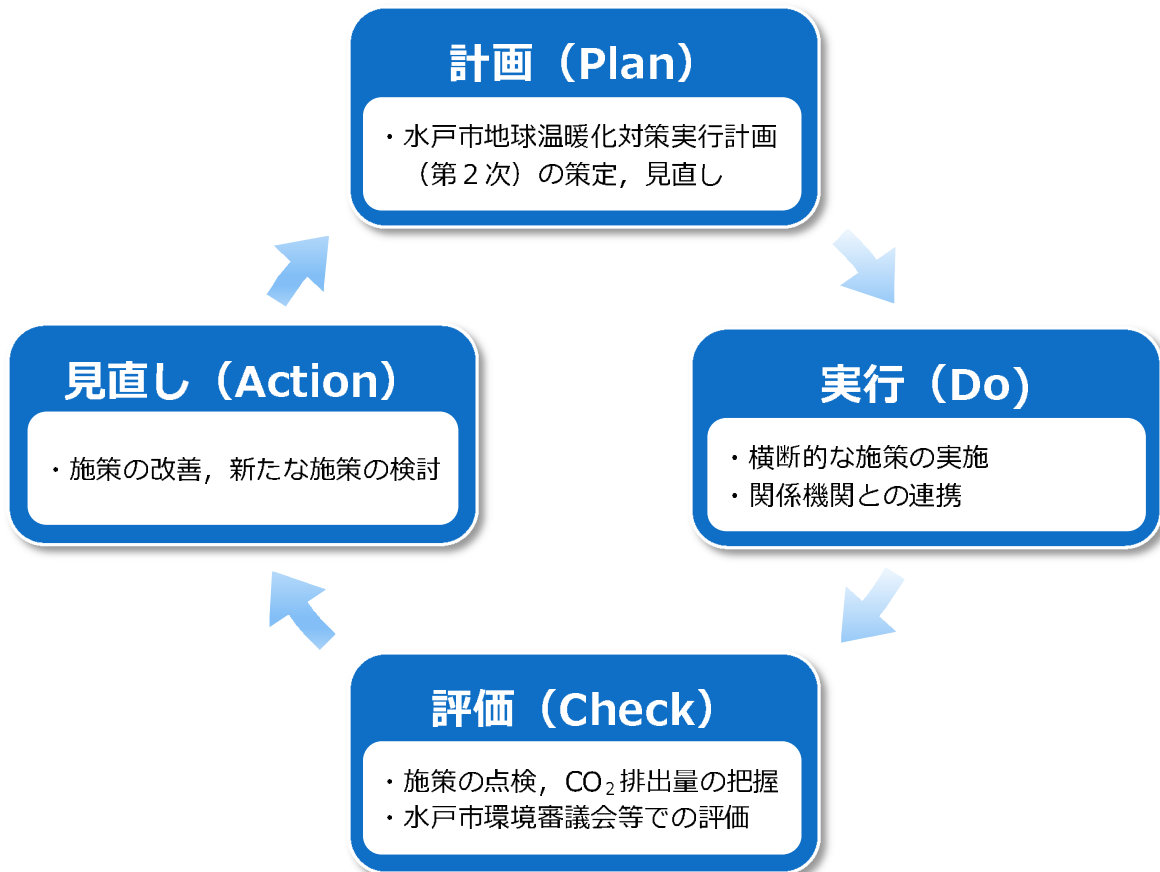 計画（Plan）
・水戸市地球温暖化対策実行計画
（第２次）の策定，見直し
実行（Do)
・横断的な施策の実施
・関係機関との連携
評価（Check）
・施策の点検，CO₂排出量の把握
・水戸市環境審議会等での評価
見直し（Action）
・施策の改善，新たな施策の検討